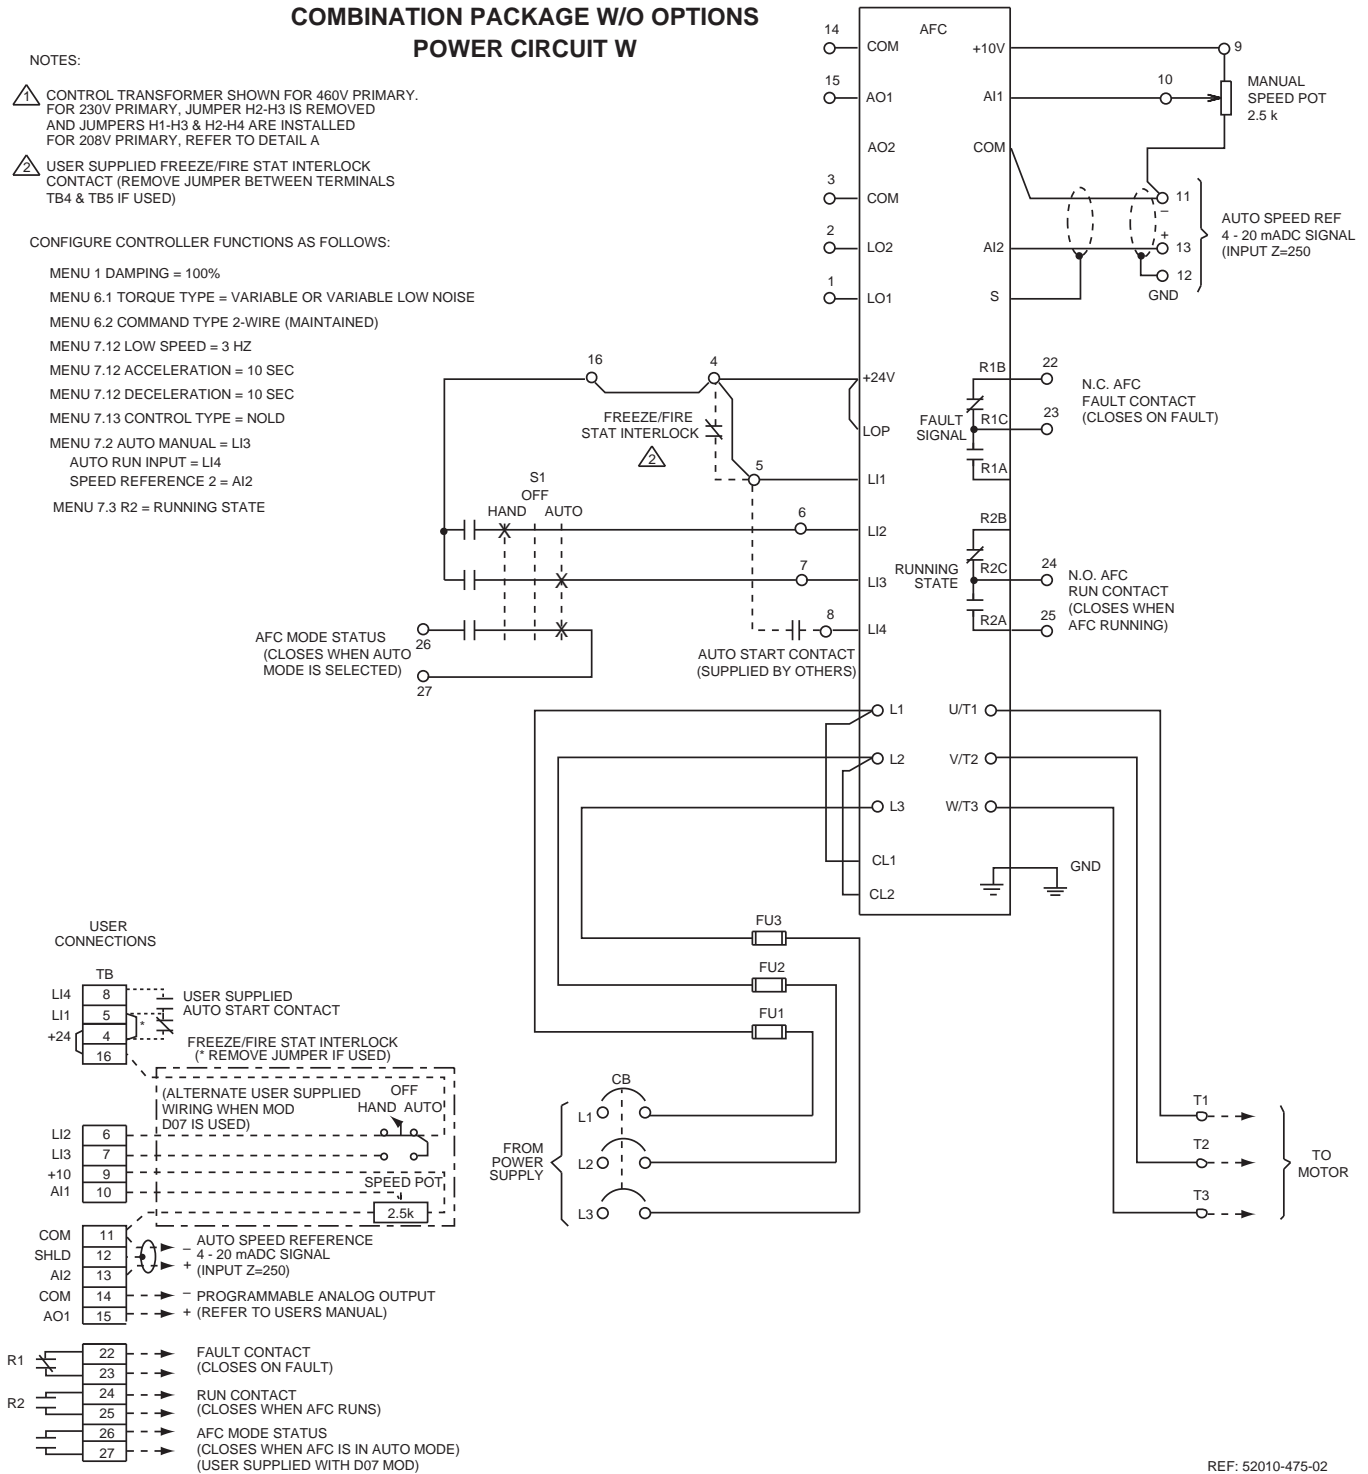 COMBINATION PACKAGE W/O OPTIONS
POWER CIRCUIT W
NOTES:
1 CONTROL TRANSFORMER SHOWN FOR 460V PRIMARY.
FOR 230V PRIMARY, JUMPER H2-H3 IS REMOVED
AND JUMPERS H1-H3 & H2-H4 ARE INSTALLED
FOR 208V PRIMARY, REFER TO DETAIL A
2 USER SUPPLIED FREEZE/FIRE STAT INTERLOCK
CONTACT (REMOVE JUMPER BETWEEN TERMINALS
TB4 & TB5 IF USED)
CONFIGURE CONTROLLER FUNCTIONS AS FOLLOWS:
MENU 1 DAMPING = 100%
MENU 6.1 TORQUE TYPE = VARIABLE OR VARIABLE LOW NOISE
MENU 6.2 COMMAND TYPE 2-WIRE (MAINTAINED)
MENU 7.12 LOW SPEED = 3 HZ
MENU 7.12 ACCELERATION = 10 SEC
MENU 7.12 DECELERATION = 10 SEC
MENU 7.13 CONTROL TYPE = NOLD
MENU 7.2 AUTO MANUAL = LI3
AUTO RUN INPUT = LI4
SPEED REFERENCE 2 = AI2
MENU 7.3 R2 = RUNNING STATE
AFC
14
COM
+10V
9
15
AO1
AI1
10
MANUAL
SPEED POT
2.5 k
AO2
COM
3
COM
11
–
AUTO SPEED REF
4 - 20 mADC SIGNAL
(INPUT Z=250
2
LO2
AI2
+
13
1
LO1
S
12
GND
16
4
+24V
R1B
22
N.C. AFC
FAULT CONTACT
(CLOSES ON FAULT)
FREEZE/FIRE
STAT INTERLOCK
2
LOP
FAULT
SIGNAL
R1C
23
5
LI1
R1A
S1
OFF
HAND AUTO
6
LI2
R2B
7
LI3
RUNNING
STATE
R2C
24
N.O. AFC
RUN CONTACT
(CLOSES WHEN
AFC RUNNING)
8
LI4
R2A
25
AUTO START CONTACT
(SUPPLIED BY OTHERS)
AFC MODE STATUS
(CLOSES WHEN AUTO
MODE IS SELECTED)
26
27
L1
U/T1
L2
V/T2
L3
W/T3
CL1
GND
CL2
FU3
FU2
FU1
CB
L1
L2
L3
FROM
POWER
SUPPLY
T1
T2
T3
TO
MOTOR
USER
CONNECTIONS
TB
LI4 8
LI1 5
+24 4
16
*
USER SUPPLIED
AUTO START CONTACT
FREEZE/FIRE STAT INTERLOCK
(* REMOVE JUMPER IF USED)
(ALTERNATE USER SUPPLIED
WIRING WHEN MOD
D07 IS USED)
OFF
HAND AUTO
LI2 6
LI3 7
+10 9
AI1 10
SPEED POT
2.5k
COM 11
SHLD 12
AI2 13
COM 14
AO1 15
– AUTO SPEED REFERENCE
4 - 20 mADC SIGNAL
+ (INPUT Z=250)
– PROGRAMMABLE ANALOG OUTPUT
+ (REFER TO USERS MANUAL)
R1
22
23
FAULT CONTACT
(CLOSES ON FAULT)
R2
24
25
RUN CONTACT
(CLOSES WHEN AFC RUNS)
26
27
AFC MODE STATUS
(CLOSES WHEN AFC IS IN AUTO MODE)
(USER SUPPLIED WITH D07 MOD)
REF: 52010-475-02